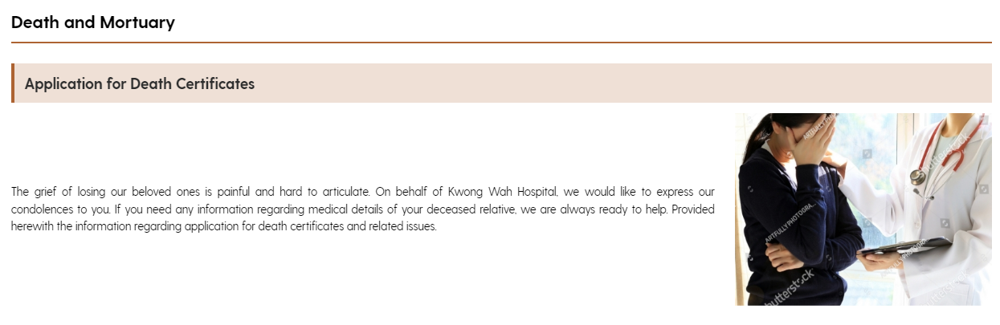 Death and Mortuary
Application for Death Certificates
The grief of losing our beloved ones is painful and hard to articulate. On behalf of Kwong Wah Hospital, we would like to express our
condolences to you. If you need any information regarding medical details of your deceased relative, we are always ready to help. Provided
herewith the information regarding application for death certificates and related issues.
shutterstock
ARTFULLY PHOTOGRA...